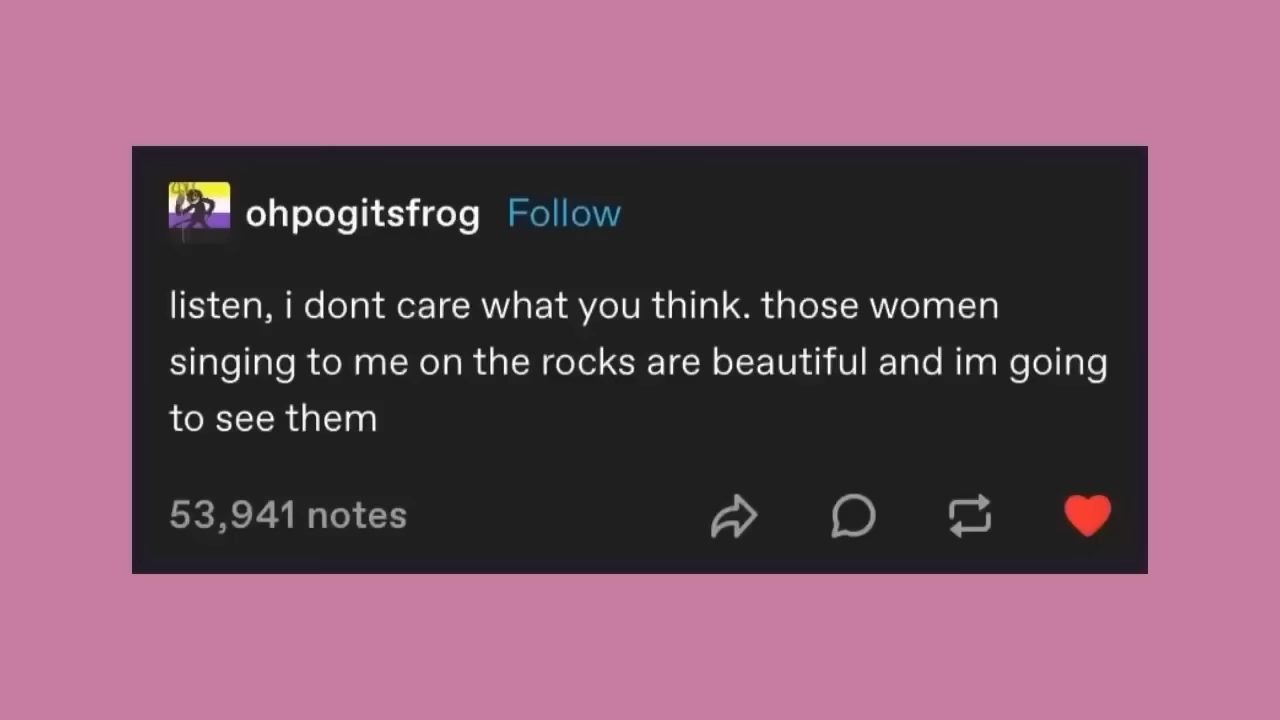 ohpogitsfrog Follow
listen, i dont care what you think. those women
singing to me on the rocks are beautiful and im going
to see them
53,941 notes